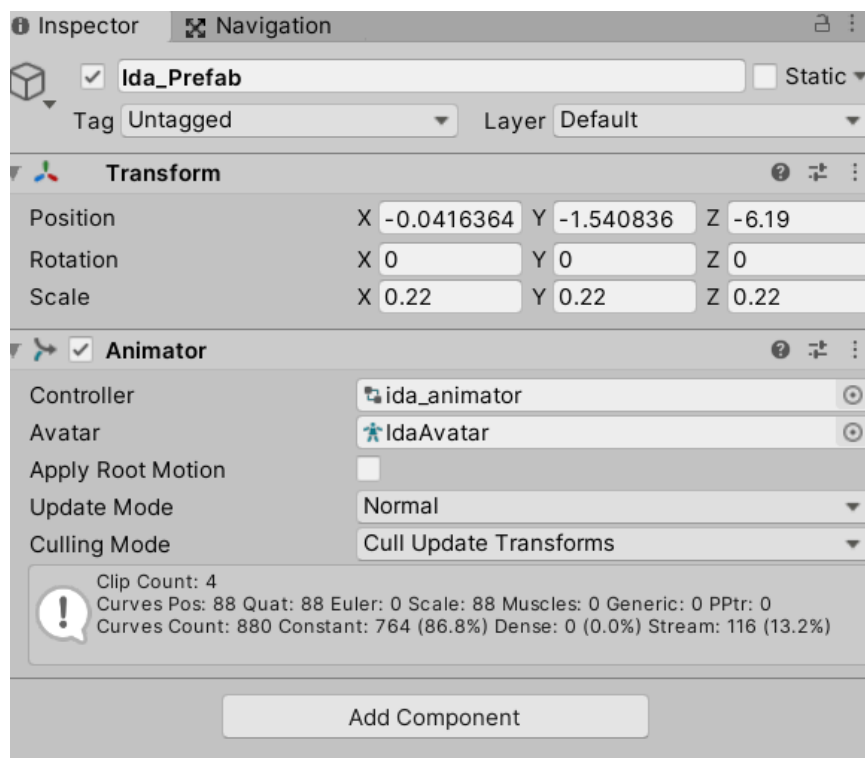 Inspector Navigation
Ida_Prefab Static
Tag Untagged Layer Default
Transform
Position X -0.0416364 Y -1.540836 Z -6.19
Rotation X 0 Y 0 Z 0
Scale X 0.22 Y 0.22 Z 0.22
Animator
Controller ida_animator
Avatar IdaAvatar
Apply Root Motion
Update Mode Normal
Culling Mode Cull Update Transforms
Clip Count: 4
Curves Pos: 88 Quat: 88 Euler: 0 Scale: 88 Muscles: 0 Generic: 0 PPtr: 0
Curves Count: 880 Constant: 764 (86.8%) Dense: 0 (0.0%) Stream: 116 (13.2%)
Add Component